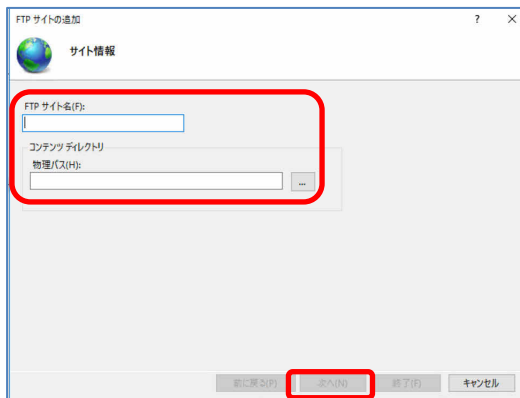 FTP サイトの追加
? ×
サイト情報
FTP サイト名(F):
コンテンツ ディレクトリ
物理パス(H):
...
前に戻る(P) 次へ(N) 終了(F) キャンセル